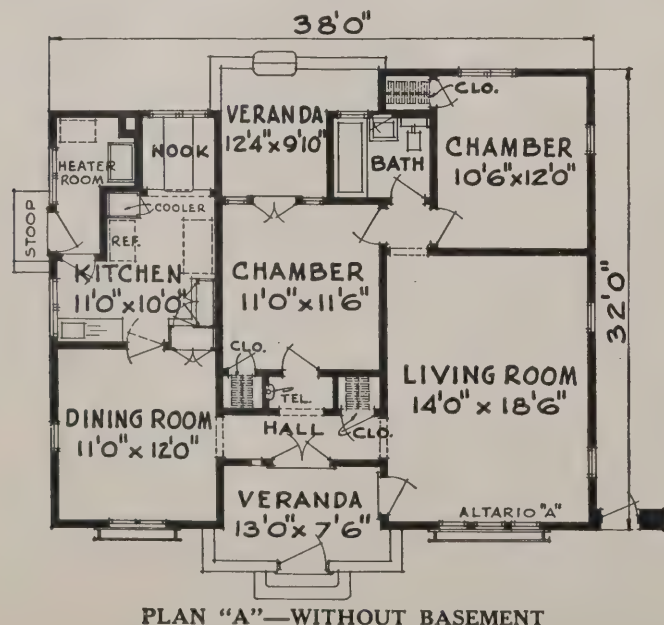 38'0"
CLO.
VERANDA
12'4"x9'10"
NOOK
HEATER
ROOM
BATH
CHAMBER
10'6"x12'0"
COOLER
STOOP
REF.
KITCHEN
11'0"x10'0"
CHAMBER
11'0"x11'6"
32'0"
CLO.
LIVING ROOM
14'0" x 18'6"
TEL.
DINING ROOM
11'0"x12'0"
HALL
CLO.
VERANDA
13'0"x7'6"
ALTARIO "A"
PLAN "A"—WITHOUT BASEMENT